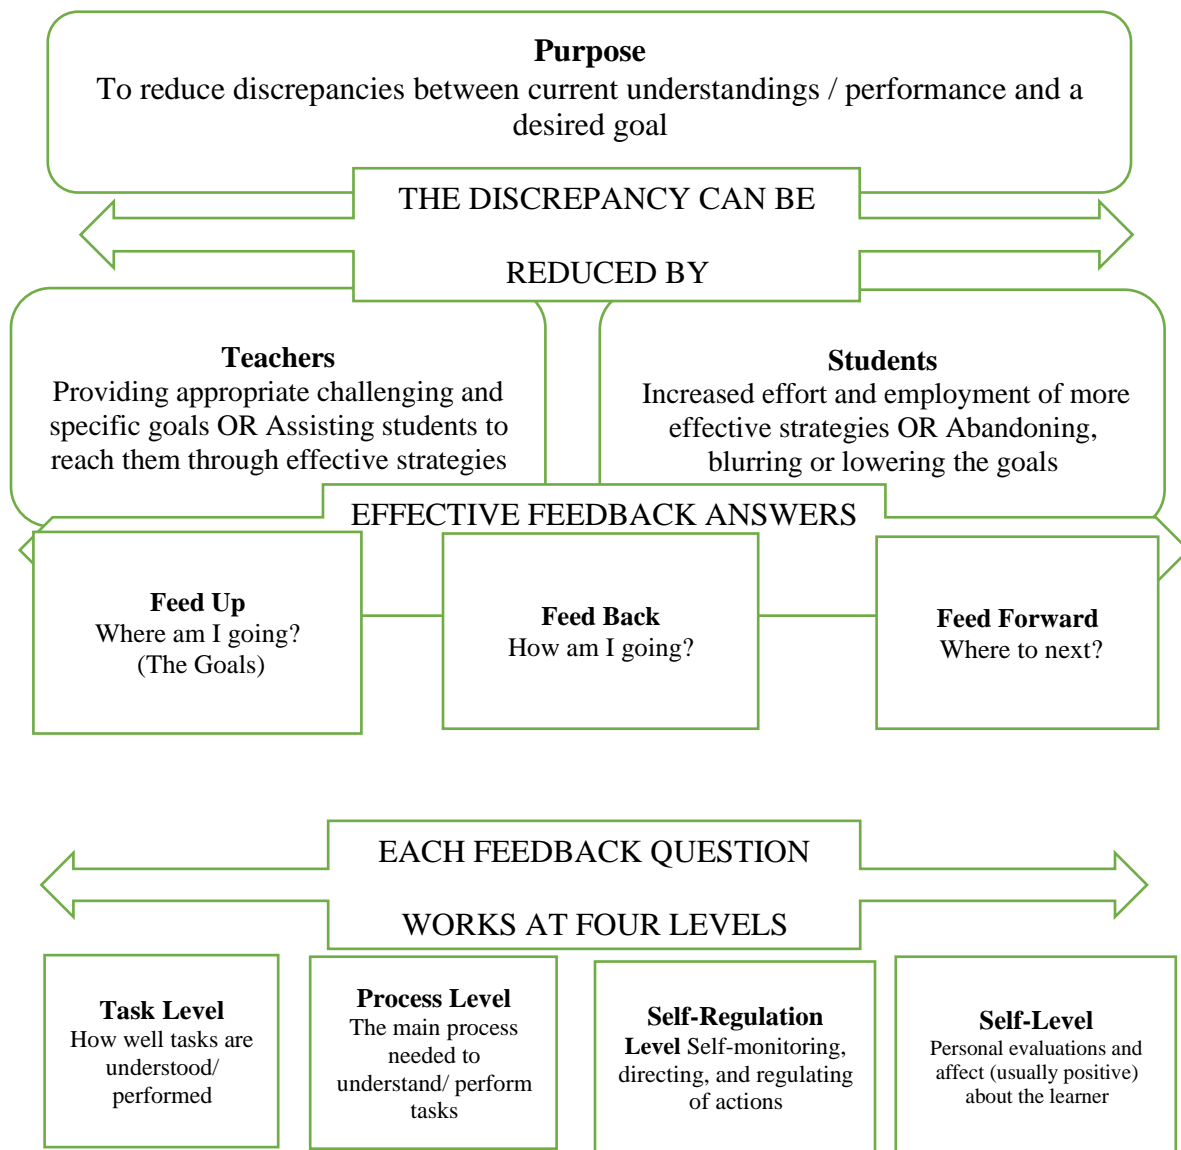 Purpose
To reduce discrepancies between current understandings / performance and a
desired goal
THE DISCREPANCY CAN BE
REDUCED BY
Teachers
Providing appropriate challenging and
specific goals OR Assisting students to
reach them through effective strategies
Students
Increased effort and employment of more
effective strategies OR Abandoning,
blurring or lowering the goals
EFFECTIVE FEEDBACK ANSWERS
Feed Up
Where am I going?
(The Goals)
Feed Back
How am I going?
Feed Forward
Where to next?
EACH FEEDBACK QUESTION
WORKS AT FOUR LEVELS
Task Level
How well tasks are
understood/
performed
Process Level
The main process
needed to
understand/ perform
tasks
Self-Regulation
Level Self-monitoring,
directing, and regulating
of actions
Self-Level
Personal evaluations and
affect (usually positive)
about the learner